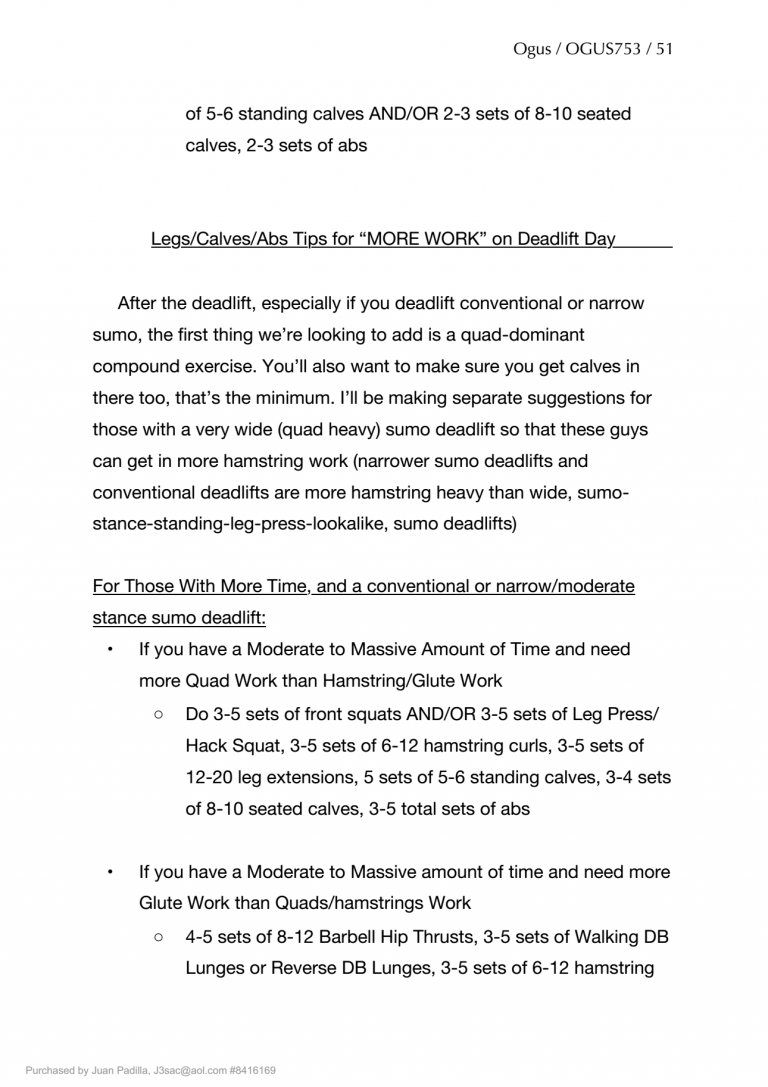 Ogus / OGUS753 / 51
of 5-6 standing calves AND/OR 2-3 sets of 8-10 seated
calves, 2-3 sets of abs
Legs/Calves/Abs Tips for “MORE WORK” on Deadlift Day
After the deadlift, especially if you deadlift conventional or narrow
sumo, the first thing we’re looking to add is a quad-dominant
compound exercise. You’ll also want to make sure you get calves in
there too, that’s the minimum. I’ll be making separate suggestions for
those with a very wide (quad heavy) sumo deadlift so that these guys
can get in more hamstring work (narrower sumo deadlifts and
conventional deadlifts are more hamstring heavy than wide, sumo-
stance-standing-leg-press-lookalike, sumo deadlifts)
For Those With More Time, and a conventional or narrow/moderate
stance sumo deadlift:
• If you have a Moderate to Massive Amount of Time and need
more Quad Work than Hamstring/Glute Work
○ Do 3-5 sets of front squats AND/OR 3-5 sets of Leg Press/
Hack Squat, 3-5 sets of 6-12 hamstring curls, 3-5 sets of
12-20 leg extensions, 5 sets of 5-6 standing calves, 3-4 sets
of 8-10 seated calves, 3-5 total sets of abs
• If you have a Moderate to Massive amount of time and need more
Glute Work than Quads/hamstrings Work
○ 4-5 sets of 8-12 Barbell Hip Thrusts, 3-5 sets of Walking DB
Lunges or Reverse DB Lunges, 3-5 sets of 6-12 hamstring
Purchased by Juan Padilla, J3sac@aol.com #8416169